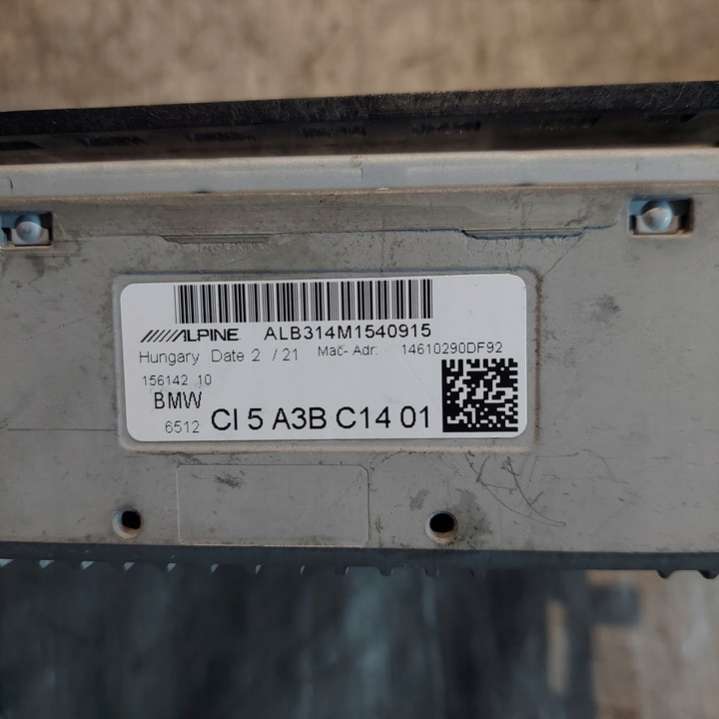 ALPINE ALB314M1540915
Hungary Date 2 / 21 Mac- Adr. 14610290DF92
156142 10
BMW
6512 CI 5 A3B C14 01